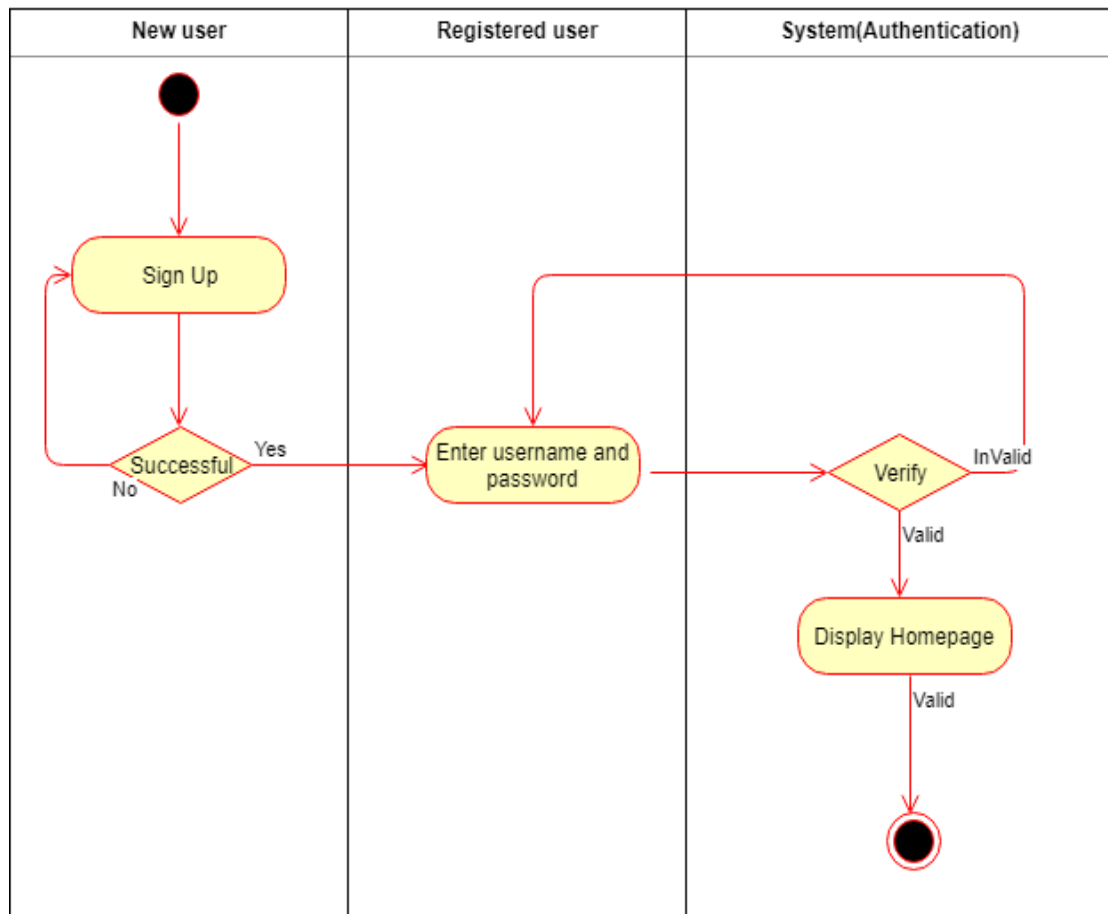 New user
Registered user
System(Authentication)
Sign Up
Successful
Yes
No
Enter username and
password
Verify
InValid
Valid
Display Homepage
Valid